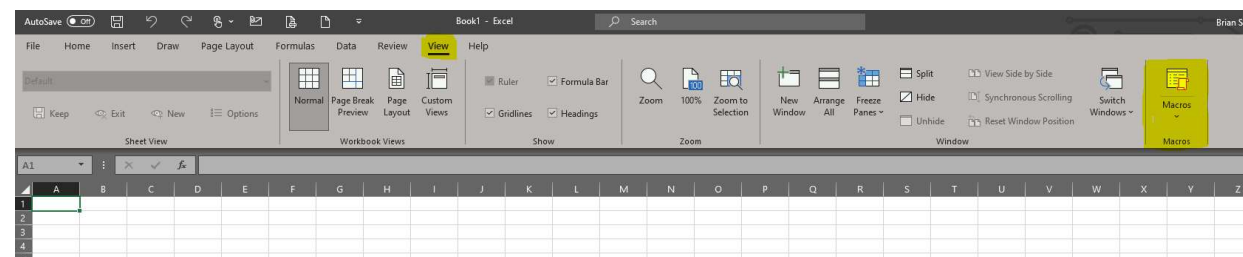 AutoSave Off Book1 - Excel Search Brian S
File Home Insert Draw Page Layout Formulas Data Review View Help
Default
Keep Exit New Options
Sheet View
Normal Page Break Preview Page Layout Custom Views
Workbook Views
Ruler Formula Bar
Gridlines Headings
Show
Zoom 100% Zoom to Selection
Zoom
New Window Arrange All Freeze Panes
Split View Side by Side
Hide Synchronous Scrolling
Unhide Reset Window Position
Switch Windows
Window
Macros
Macros
A1 fx
A B C D E F G H I J K L M N O P Q R S T U V W X Y Z
1
2
3
4